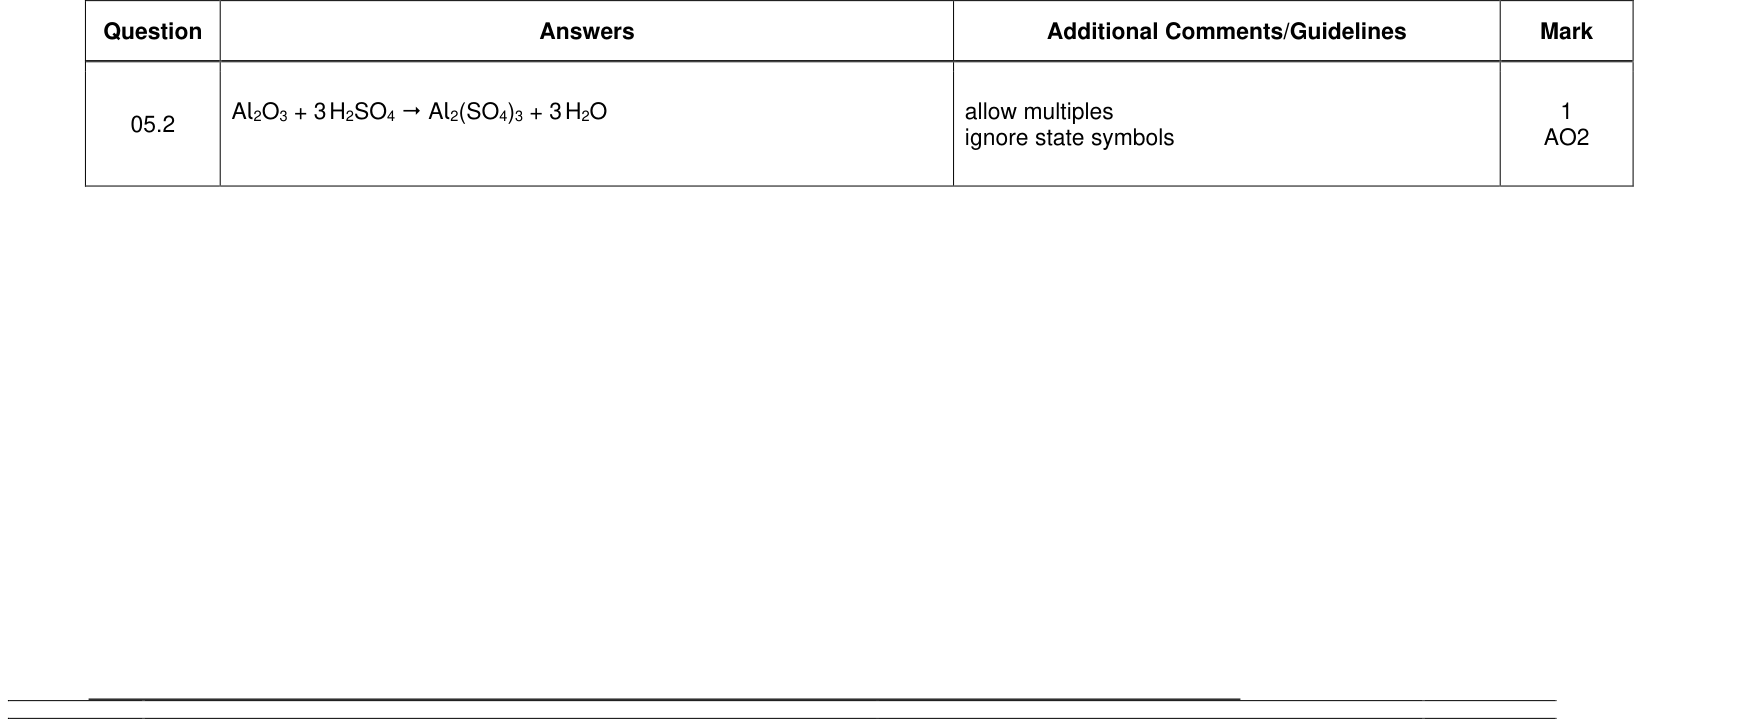 Question Answers Additional Comments/Guidelines Mark
05.2
Al₂O₃ + 3 H₂SO₄ → Al₂(SO₄)₃ + 3 H₂O
allow multiples
ignore state symbols
1
AO2